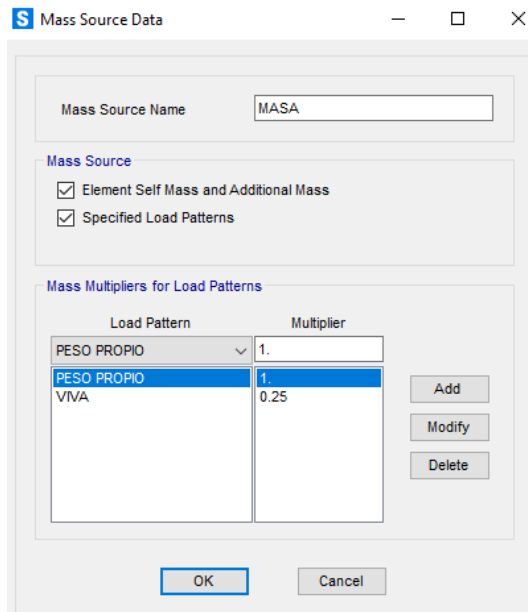 S Mass Source Data
Mass Source Name MASA
Mass Source
Element Self Mass and Additional Mass
Specified Load Patterns
Mass Multipliers for Load Patterns
Load Pattern Multiplier
PESO PROPIO 1.
PESO PROPIO 1.
VIVA 0.25
Add
Modify
Delete
OK Cancel